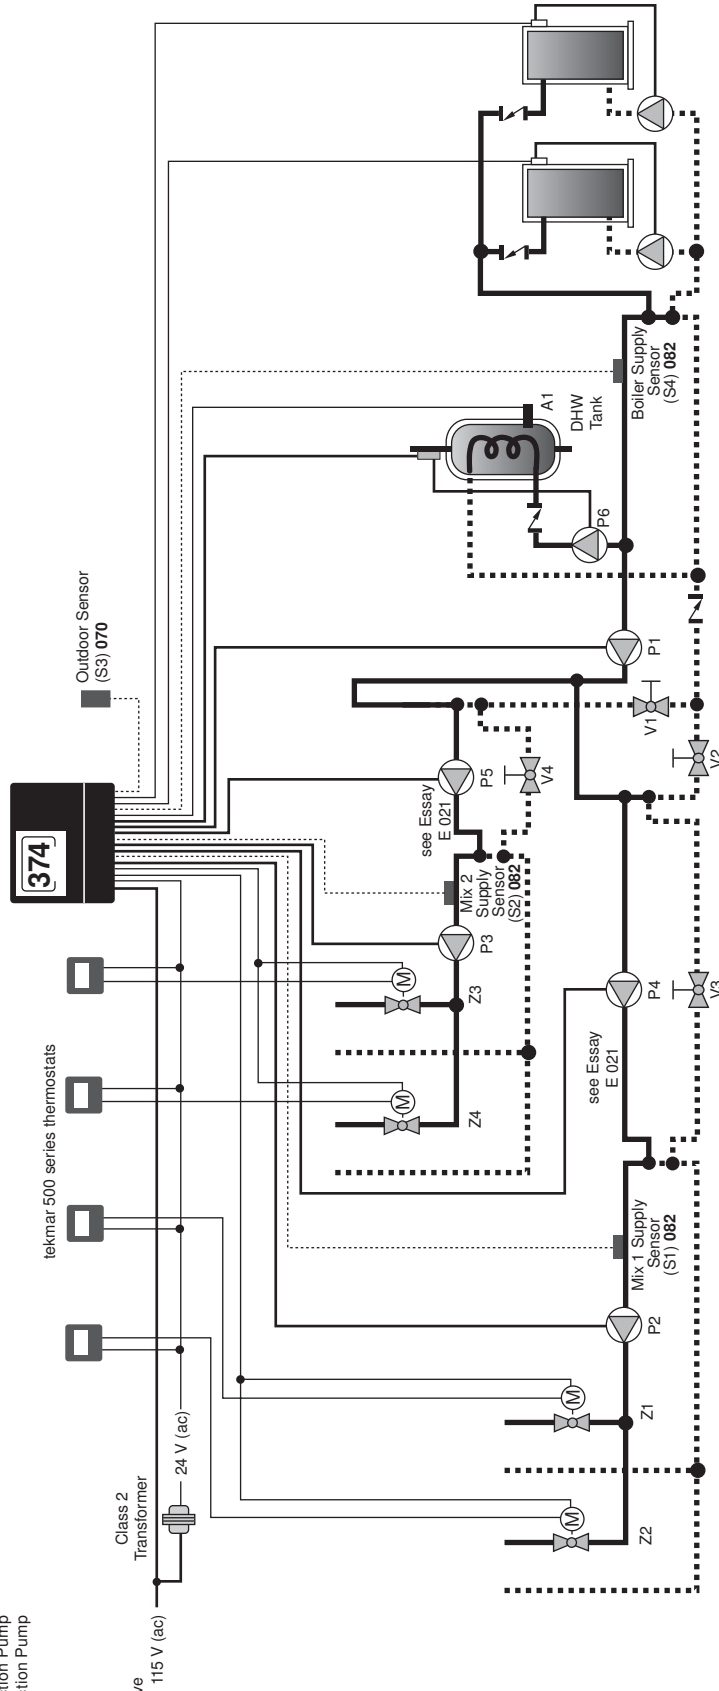 374
Outdoor Sensor
(S3) 070
tekmar 500 series thermostats
Class 2
Transformer
24 V (ac)
115 V (ac)
ction Pump
ction Pump
ve
A1
DHW
Tank
P6
Boiler Supply
Sensor
(S4) 082
P1
V1
V2
P5
V4
see Essay
E 021
Mix 2
Supply
Sensor
(S2) 082
P3
M
Z3
M
Z4
P4
V3
see Essay
E 021
Mix 1 Supply
Sensor
(S1) 082
P2
M
Z1
M
Z2